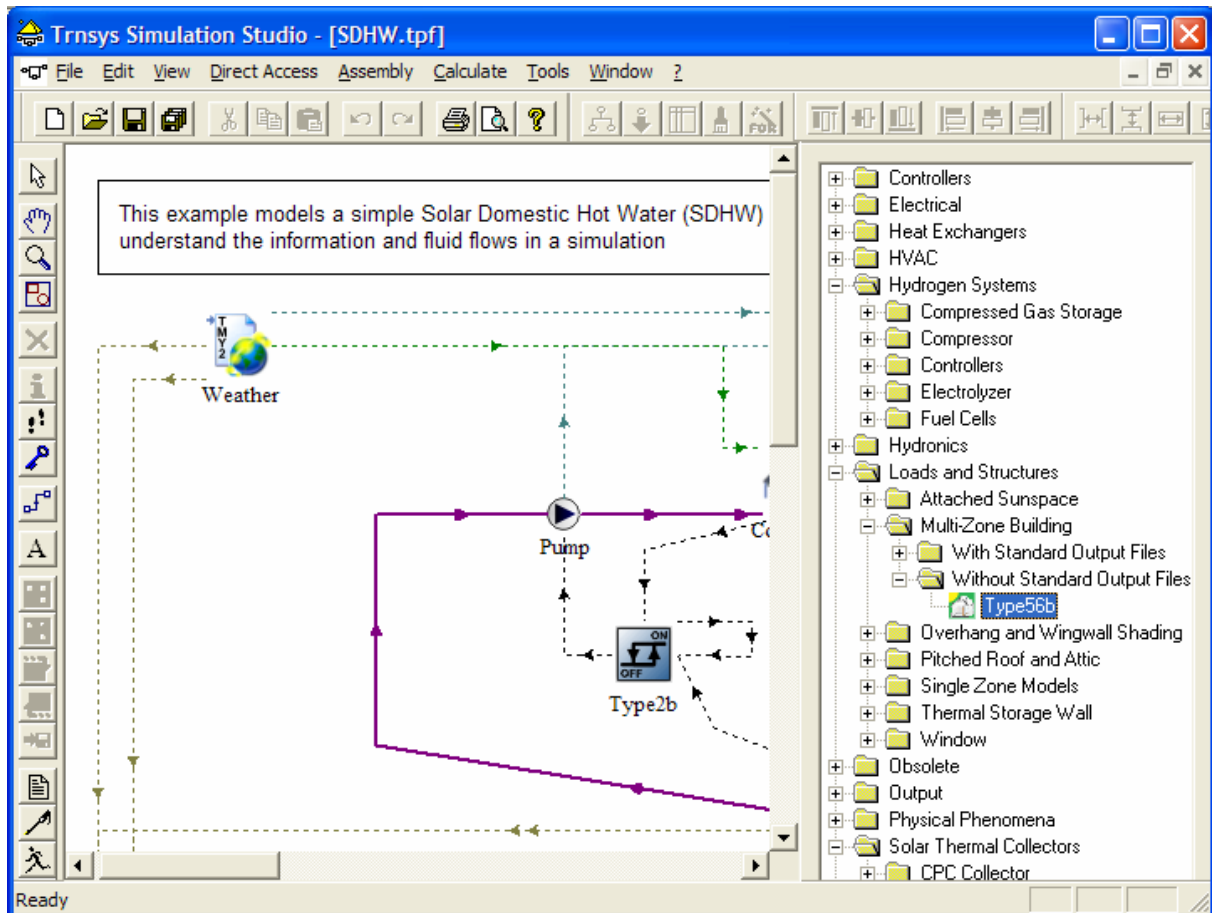 Trnsys Simulation Studio - [SDHW.tpf]
File Edit View Direct Access Assembly Calculate Tools Window ?
FOR
This example models a simple Solar Domestic Hot Water (SDHW)
understand the information and fluid flows in a simulation
TMY2
Weather
Pump
Co
ON
OFF
Type2b
A
Controllers
Electrical
Heat Exchangers
HVAC
Hydrogen Systems
Compressed Gas Storage
Compressor
Controllers
Electrolyzer
Fuel Cells
Hydronics
Loads and Structures
Attached Sunspace
Multi-Zone Building
With Standard Output Files
Without Standard Output Files
Type56b
Overhang and Wingwall Shading
Pitched Roof and Attic
Single Zone Models
Thermal Storage Wall
Window
Obsolete
Output
Physical Phenomena
Solar Thermal Collectors
CPC Collector
Ready